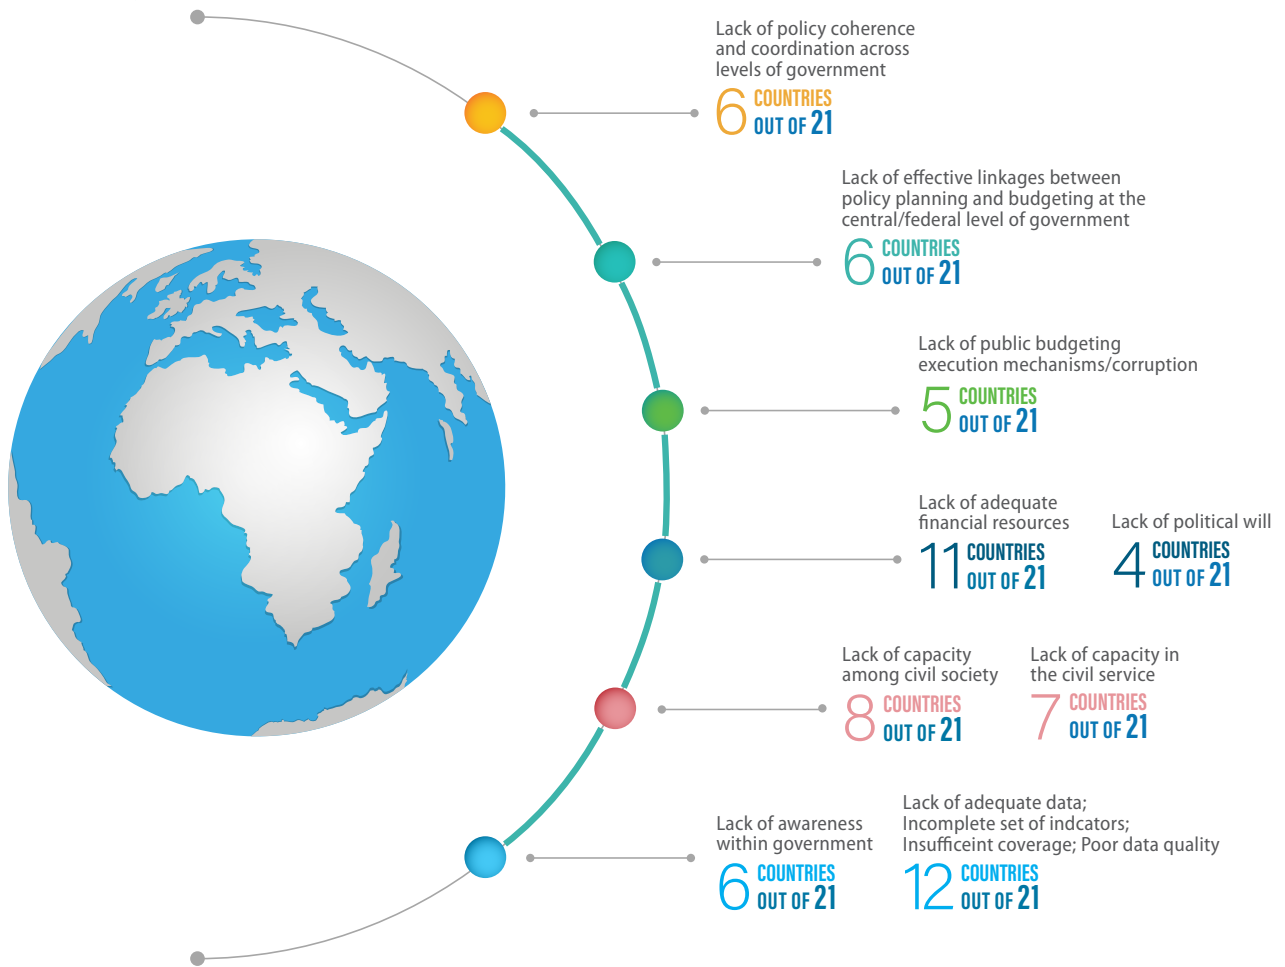 Lack of policy coherence
and coordination across
levels of government
6 COUNTRIES
OUT OF 21
Lack of effective linkages between
policy planning and budgeting at the
central/federal level of government
6 COUNTRIES
OUT OF 21
Lack of public budgeting
execution mechanisms/corruption
5 COUNTRIES
OUT OF 21
Lack of adequate
financial resources
11 COUNTRIES
OUT OF 21
Lack of political will
4 COUNTRIES
OUT OF 21
Lack of capacity
among civil society
8 COUNTRIES
OUT OF 21
Lack of capacity in
the civil service
7 COUNTRIES
OUT OF 21
Lack of awareness
within government
6 COUNTRIES
OUT OF 21
Lack of adequate data;
Incomplete set of indcators;
Insufficeint coverage; Poor data quality
12 COUNTRIES
OUT OF 21